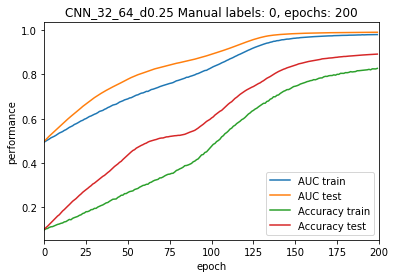 CNN_32_64_d0.25 Manual labels: 0, epochs: 200
performance
1.0
0.8
0.6
0.4
0.2
AUC train
AUC test
Accuracy train
Accuracy test
0 25 50 75 100 125 150 175 200
epoch